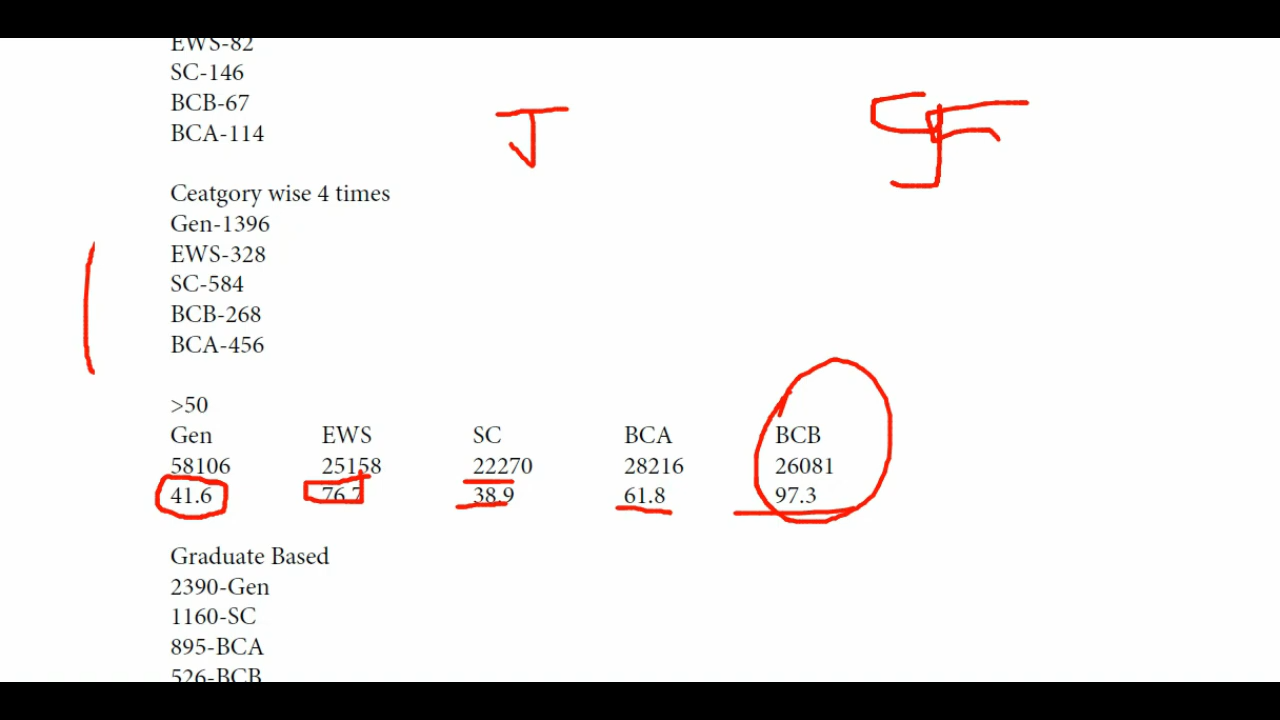 EWS-82
SC-146
BCB-67
BCA-114
J
Ceatgory wise 4 times
Gen-1396
EWS-328
SC-584
BCB-268
BCA-456
>50
Gen EWS SC BCA BCB
58106 25158 22270 28216 26081
41.6 76.7 38.9 61.8 97.3
Graduate Based
2390-Gen
1160-SC
895-BCA
526-BCB